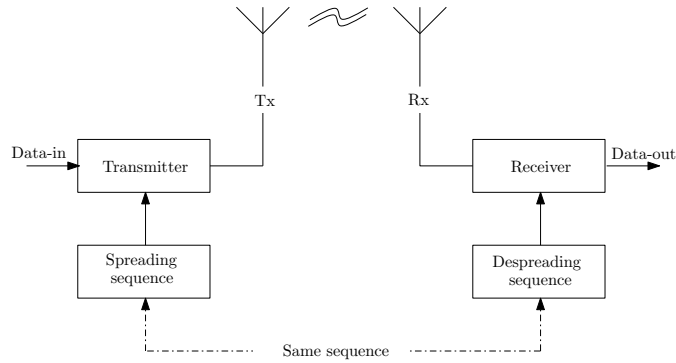 Tx
Rx
Data-in
Transmitter
Receiver
Data-out
Spreading
sequence
Despreading
sequence
Same sequence